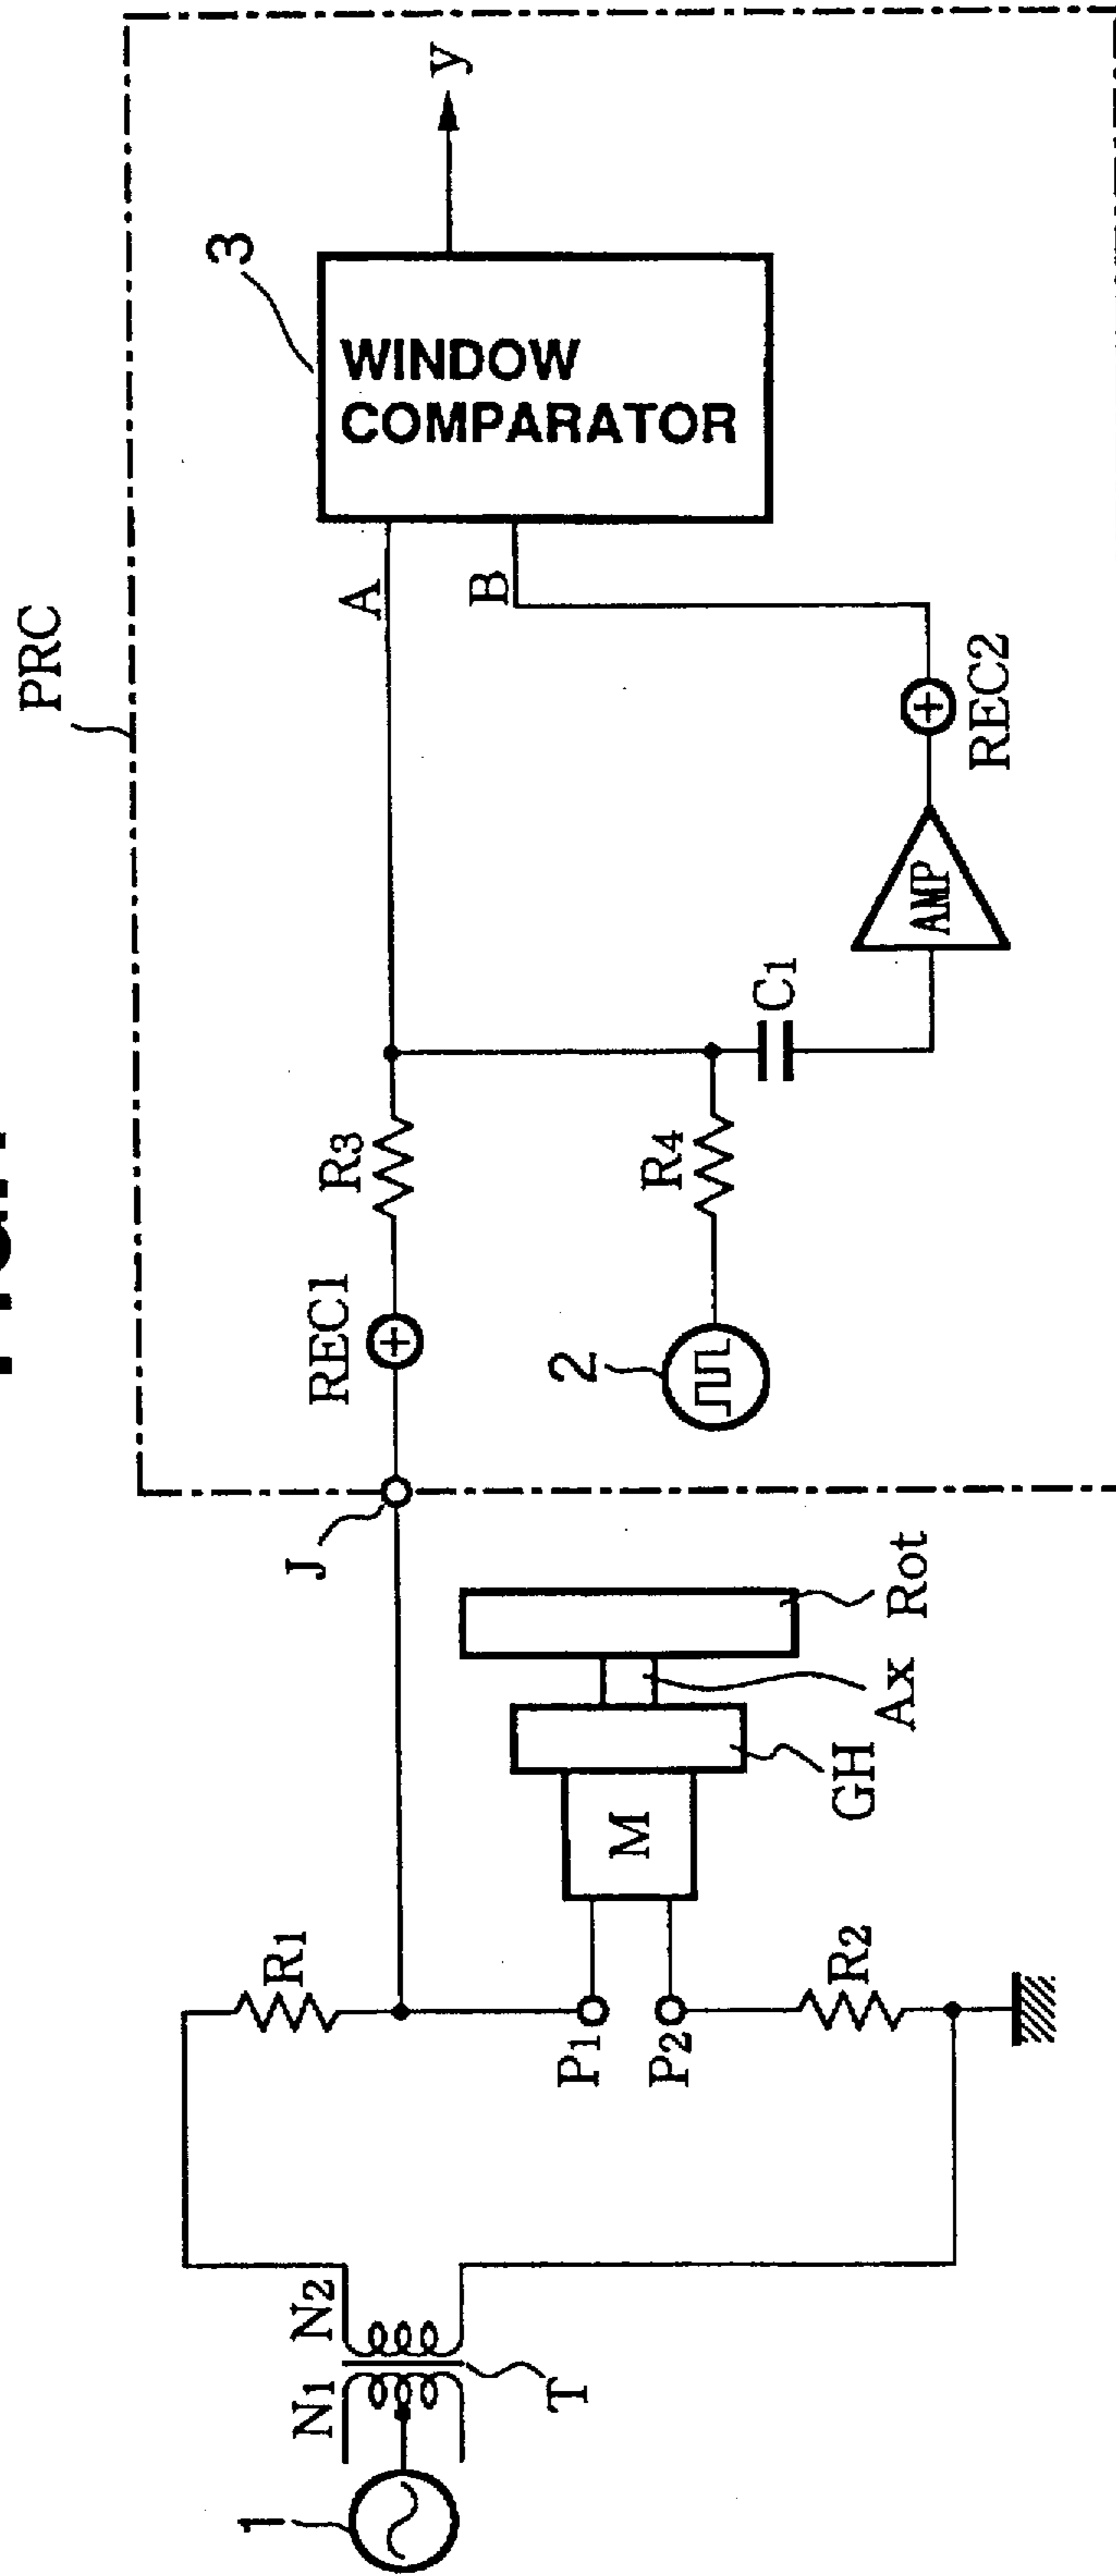 PRC
3
WINDOW
COMPARATOR
y
A
B
REC2
AMP
C1
R3
R4
REC1
2
J
Rot
Ax
GH
M
R1
R2
P1
P2
N1
N2
T
1